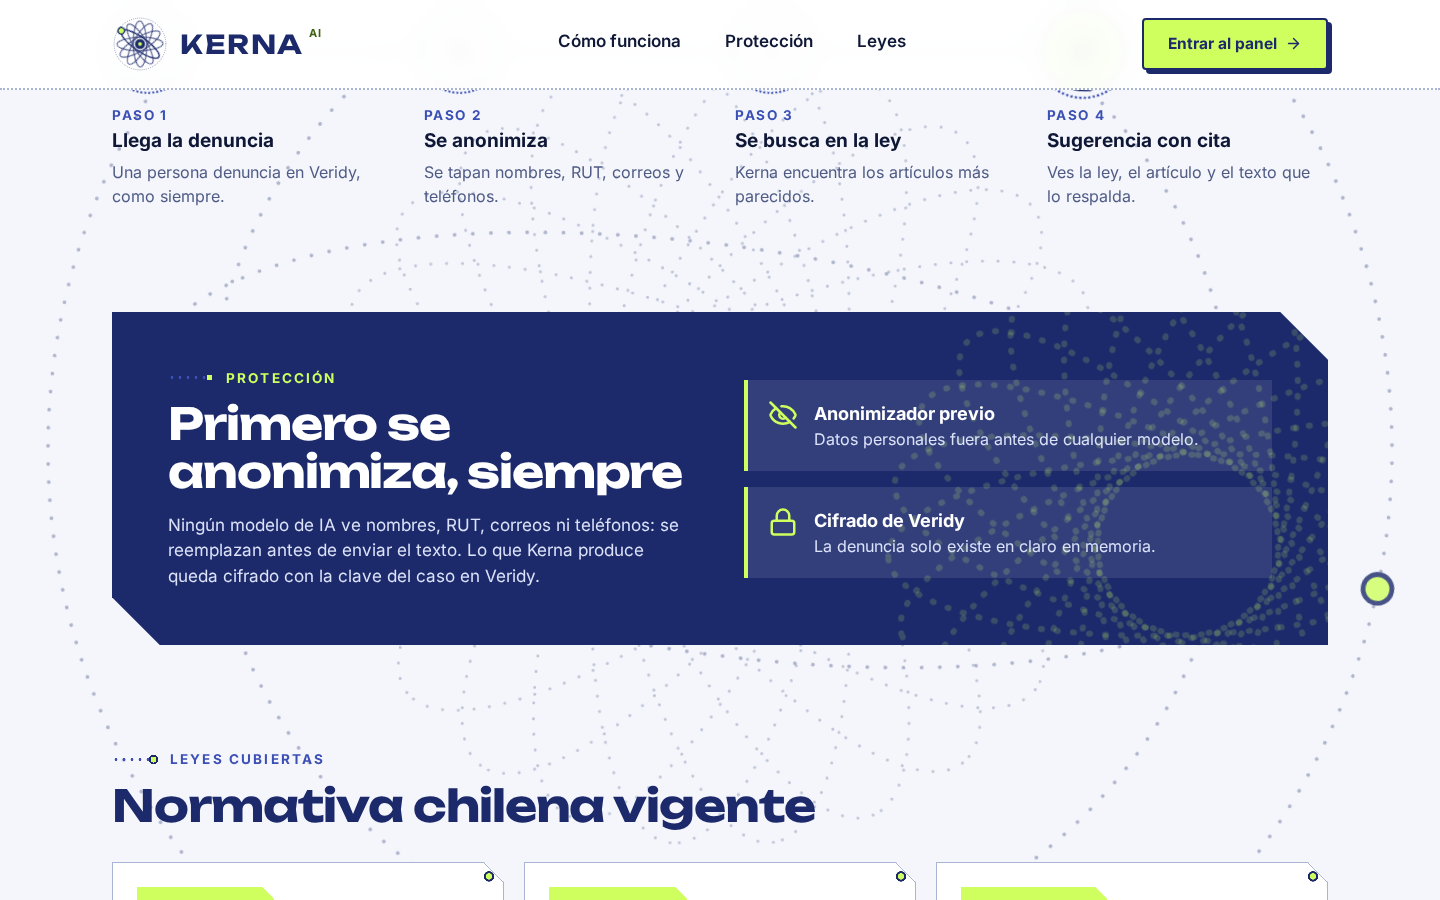 KERNA AI
Cómo funciona
Protección
Leyes
Entrar al panel
PASO 1
Llega la denuncia
Una persona denuncia en Veridy,
como siempre.
PASO 2
Se anonimiza
Se tapan nombres, RUT, correos y
teléfonos.
PASO 3
Se busca en la ley
Kerna encuentra los artículos más
parecidos.
PASO 4
Sugerencia con cita
Ves la ley, el artículo y el texto que
lo respalda.
PROTECCIÓN
Primero se
anonimiza, siempre
Ningún modelo de IA ve nombres, RUT, correos ni teléfonos: se
reemplazan antes de enviar el texto. Lo que Kerna produce
queda cifrado con la clave del caso en Veridy.
Anonimizador previo
Datos personales fuera antes de cualquier modelo.
Cifrado de Veridy
La denuncia solo existe en claro en memoria.
LEYES CUBIERTAS
Normativa chilena vigente